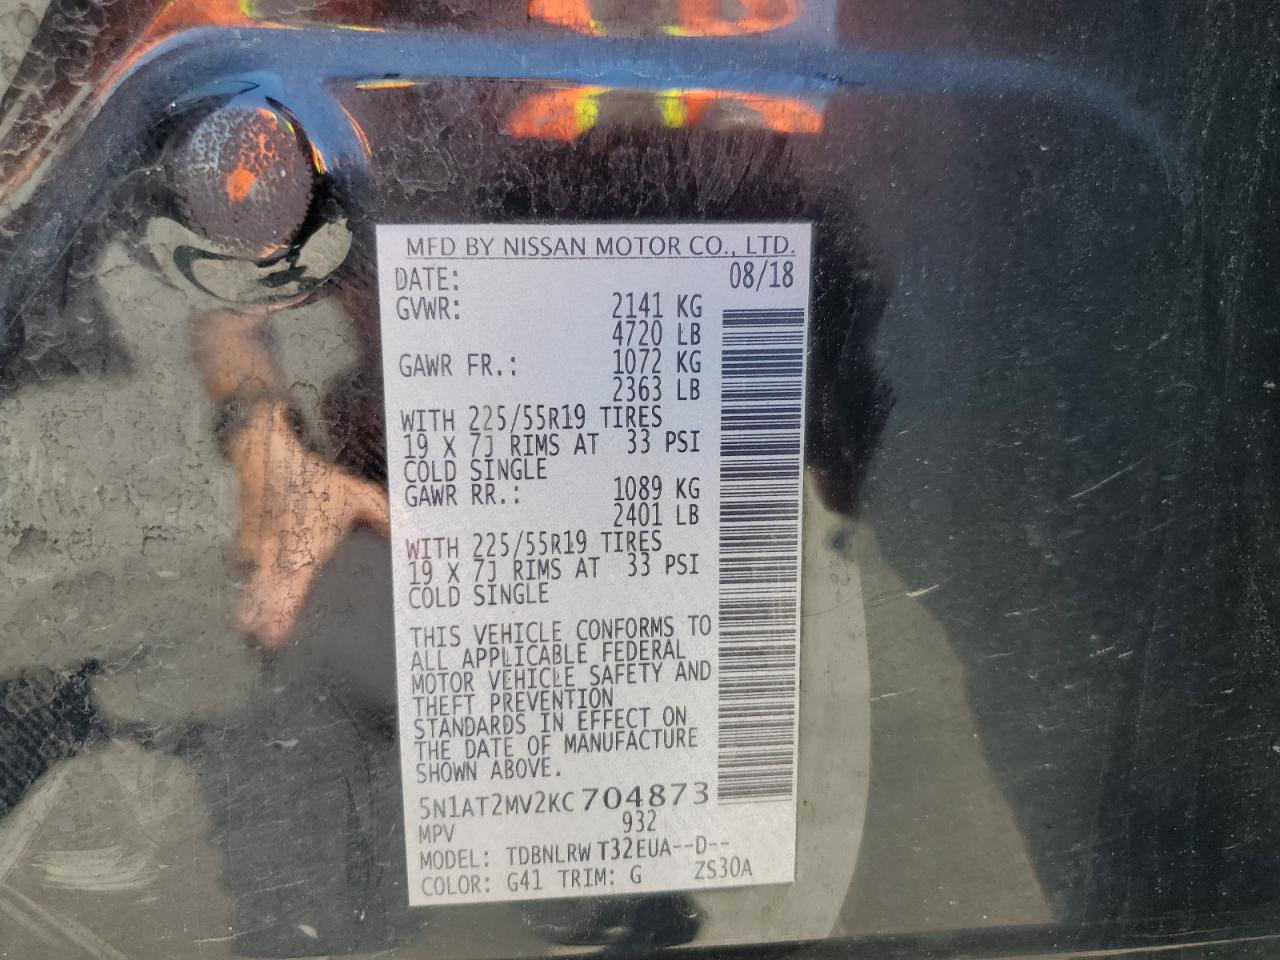 MFD BY NISSAN MOTOR CO., LTD.
DATE: 08/18
GVWR: 2141 KG
4720 LB
GAWR FR.: 1072 KG
2363 LB
WITH 225/55R19 TIRES
19 X 7J RIMS AT 33 PSI
COLD SINGLE
GAWR RR.: 1089 KG
2401 LB
WITH 225/55R19 TIRES
19 X 7J RIMS AT 33 PSI
COLD SINGLE
THIS VEHICLE CONFORMS TO
ALL APPLICABLE FEDERAL
MOTOR VEHICLE SAFETY AND
THEFT PREVENTION
STANDARDS IN EFFECT ON
THE DATE OF MANUFACTURE
SHOWN ABOVE.
5N1AT2MV2KC704873
MPV 932
MODEL: TDBNLRW T32EUA--D--
COLOR: G41 TRIM: G ZS30A